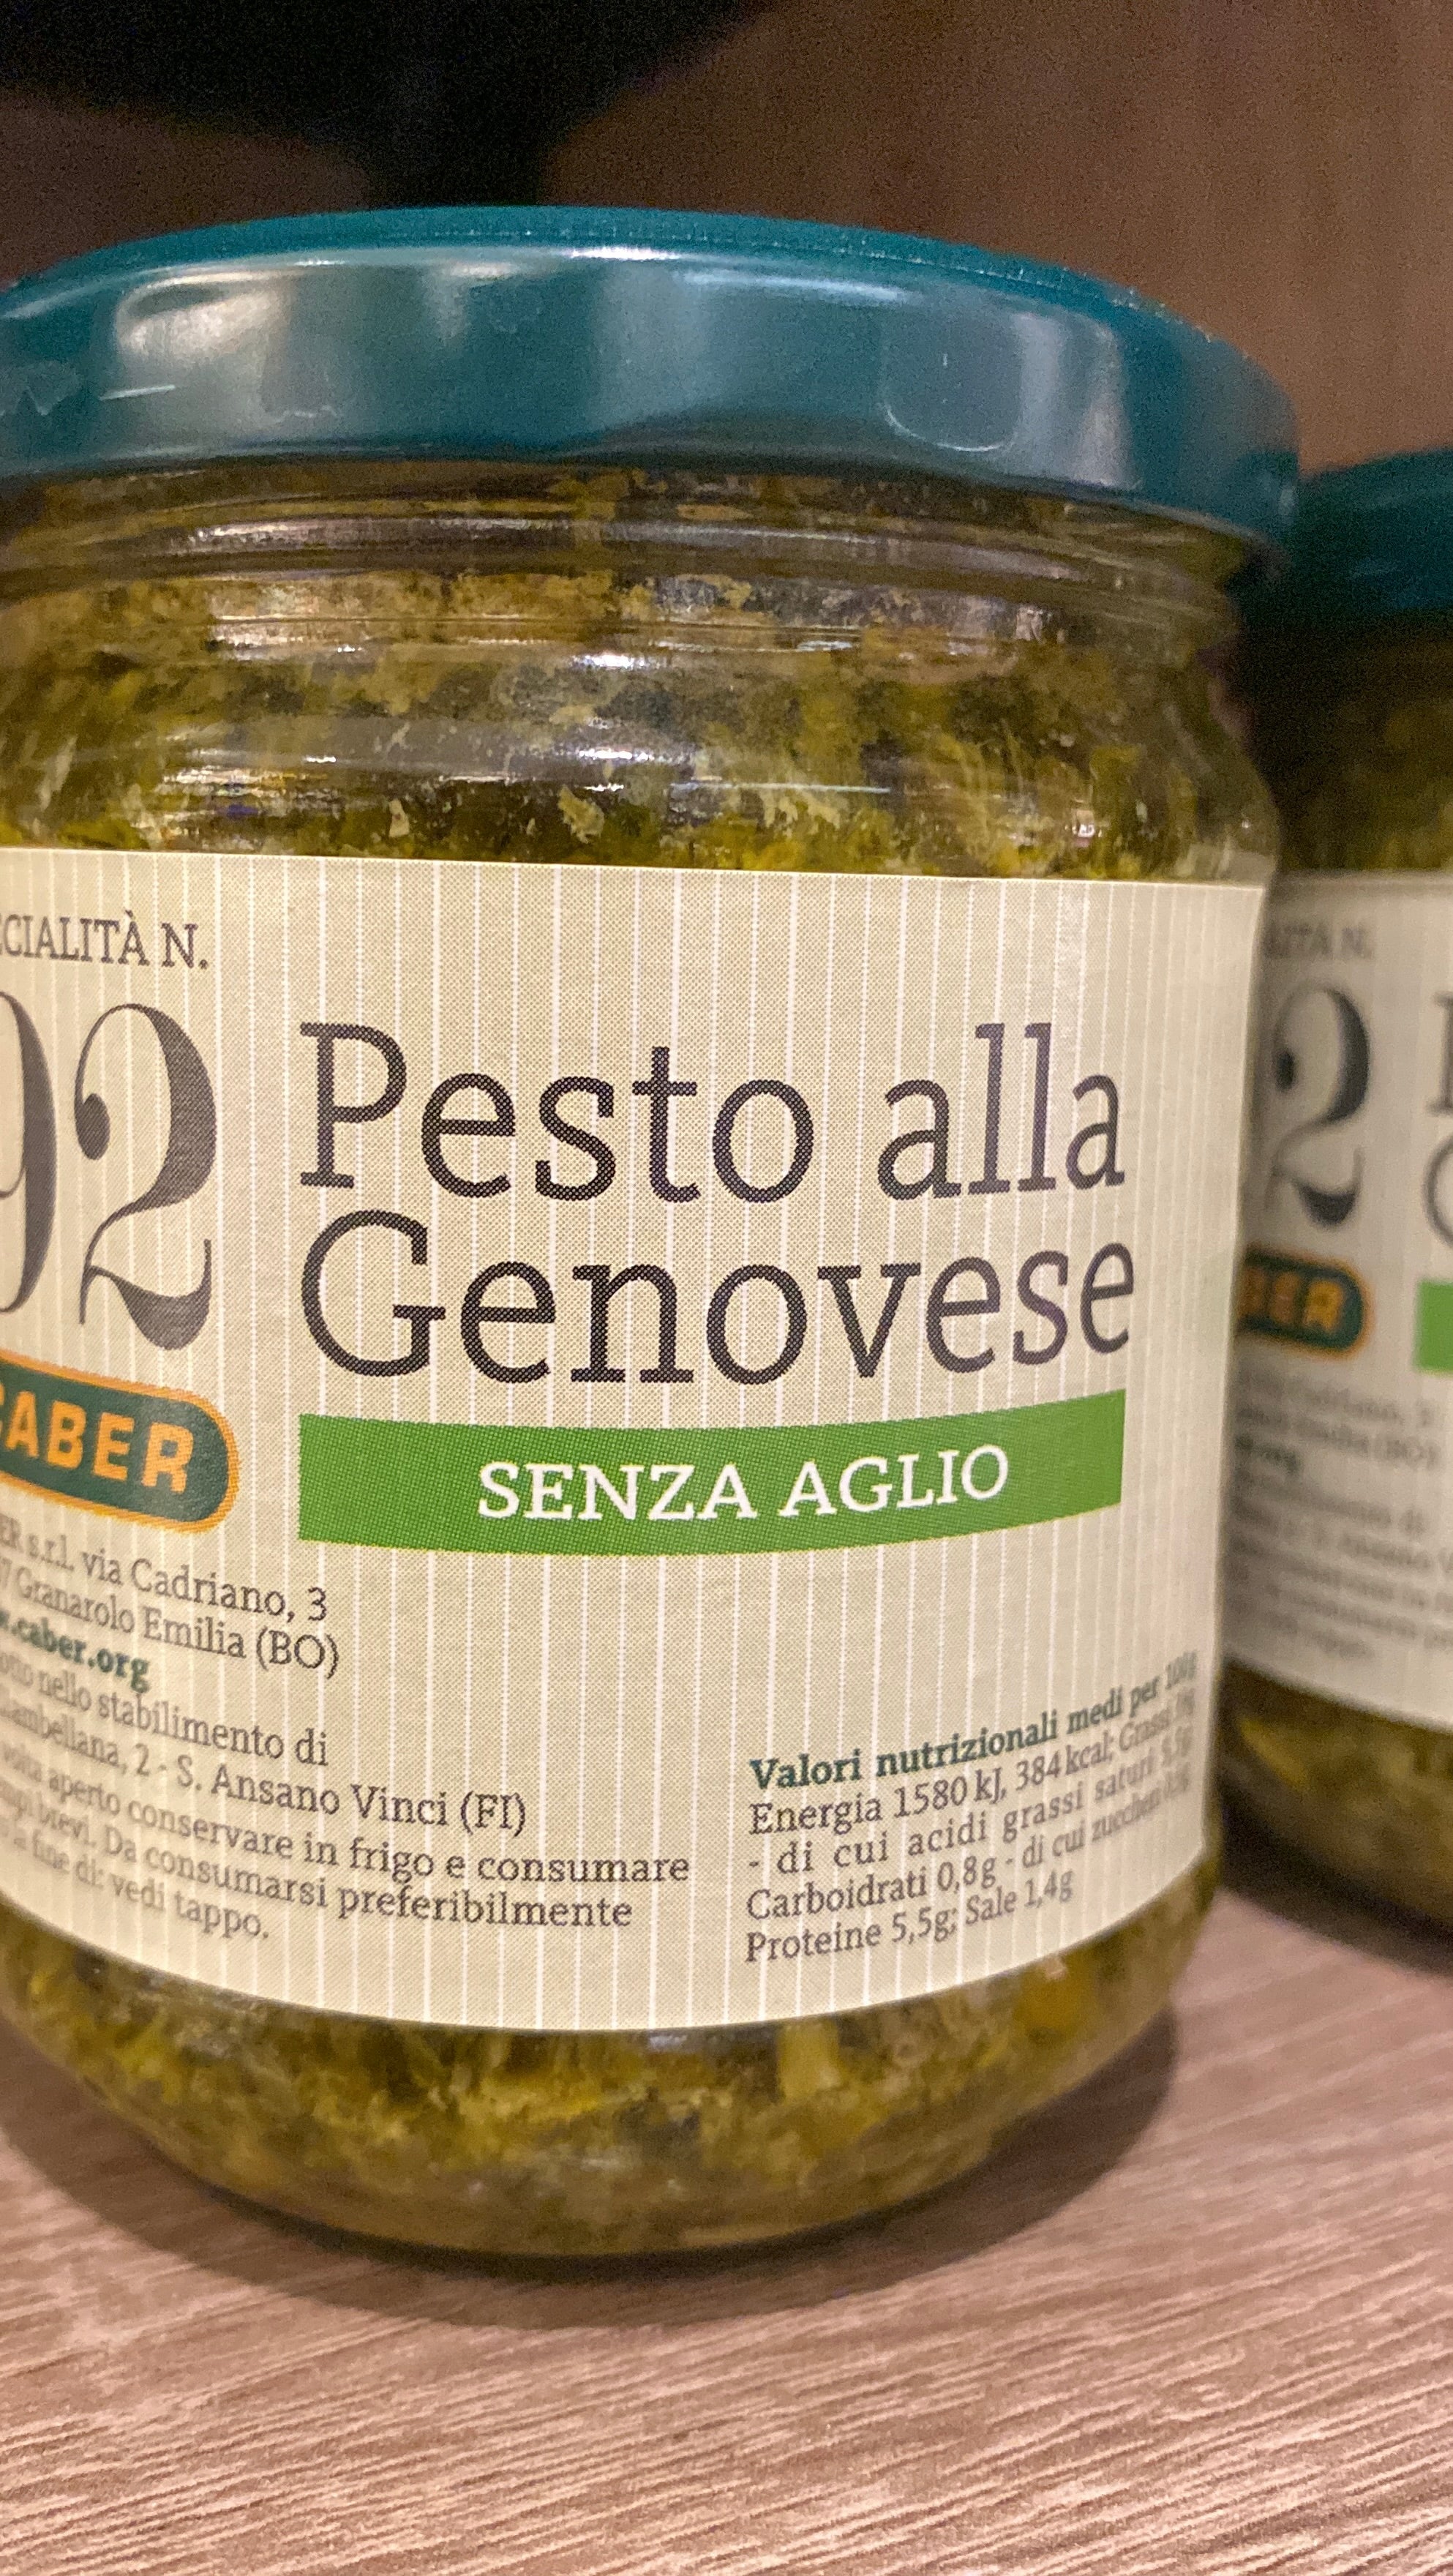 SPECIALITÀ N.
92
Pesto alla
Genovese
CABER
SENZA AGLIO
s.r.l. via Cadriano, 3
Granarolo Emilia (BO)
caber.org
nello stabilimento di
2 - S. Ansano Vinci (FI)
volta aperto conservare in frigo e consumare
brevi. Da consumarsi preferibilmente
fine di: vedi tappo.
Valori nutrizionali medi per 100g
Energia 1580 kJ, 384 kcal; Grassi
- di cui acidi grassi saturi
Carboidrati 0,8g - di cui zuccheri
Proteine 5,5g; Sale 1,4g
2